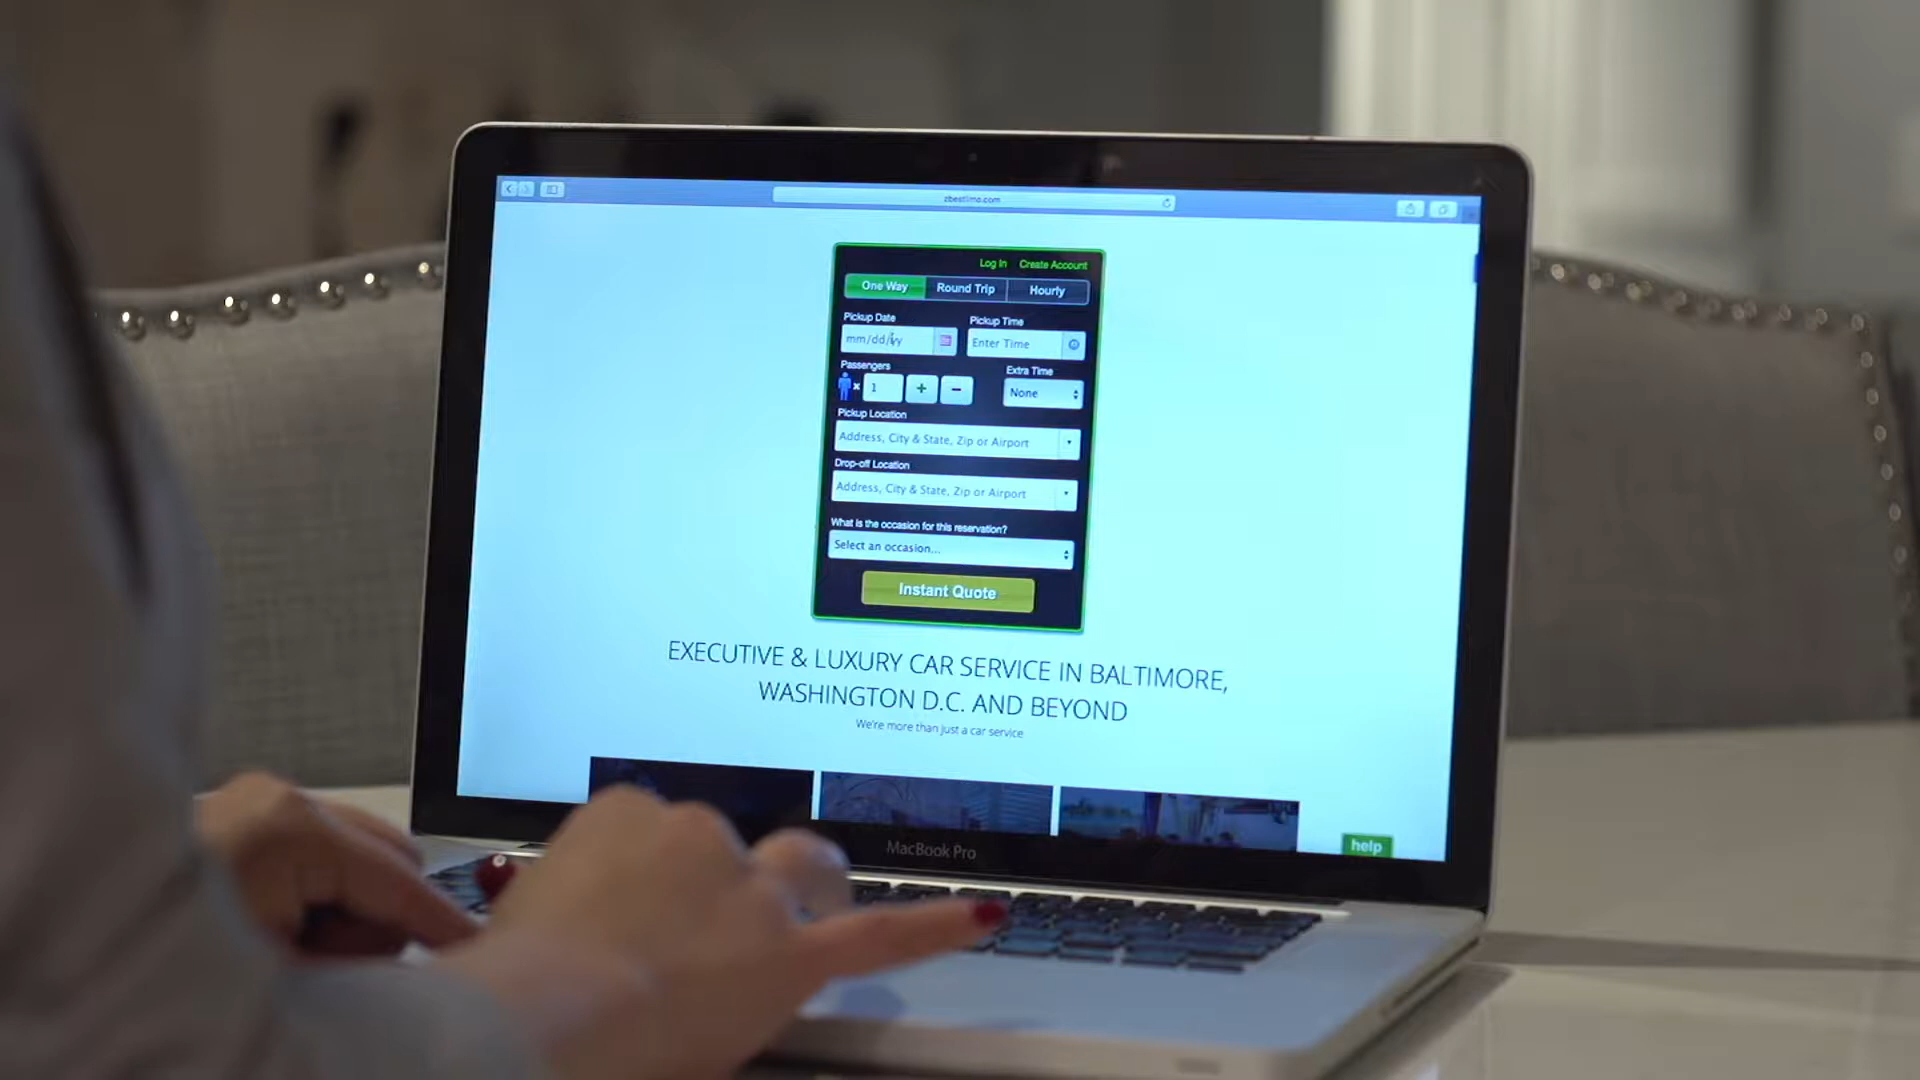 zbestlimo.com
Log In Create Account
One Way Round Trip Hourly
Pickup Date Pickup Time
mm/dd/yy Enter Time
Passengers Extra Time
x 1 + - None
Pickup Location
Address, City & State, Zip or Airport
Drop-off Location
Address, City & State, Zip or Airport
What is the occasion for this reservation?
Select an occasion...
Instant Quote
EXECUTIVE & LUXURY CAR SERVICE IN BALTIMORE,
WASHINGTON D.C. AND BEYOND
We're more than just a car service
help
MacBook Pro